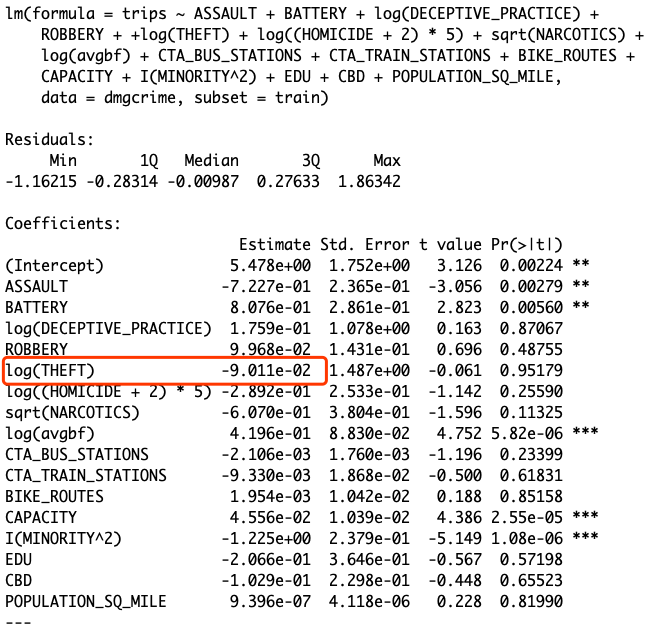 lm(formula = trips ~ ASSAULT + BATTERY + log(DECEPTIVE_PRACTICE) +
    ROBBERY + +log(THEFT) + log((HOMICIDE + 2) * 5) + sqrt(NARCOTICS) +
    log(avgbf) + CTA_BUS_STATIONS + CTA_TRAIN_STATIONS + BIKE_ROUTES +
    CAPACITY + I(MINORITY^2) + EDU + CBD + POPULATION_SQ_MILE,
    data = dmgcrime, subset = train)
Residuals:
     Min       1Q   Median       3Q      Max
-1.16215 -0.28314 -0.00987  0.27633  1.86342
Coefficients:
                          Estimate Std. Error t value Pr(>|t|)
(Intercept)              5.478e+00  1.752e+00   3.126  0.00224 **
ASSAULT                 -7.227e-01  2.365e-01  -3.056  0.00279 **
BATTERY                  8.076e-01  2.861e-01   2.823  0.00560 **
log(DECEPTIVE_PRACTICE)  1.759e-01  1.078e+00   0.163  0.87067
ROBBERY                  9.968e-02  1.431e-01   0.696  0.48755
log(THEFT)              -9.011e-02  1.487e+00  -0.061  0.95179
log((HOMICIDE + 2) * 5) -2.892e-01  2.533e-01  -1.142  0.25590
sqrt(NARCOTICS)         -6.070e-01  3.804e-01  -1.596  0.11325
log(avgbf)               4.196e-01  8.830e-02   4.752 5.82e-06 ***
CTA_BUS_STATIONS        -2.106e-03  1.760e-03  -1.196  0.23399
CTA_TRAIN_STATIONS      -9.330e-03  1.868e-02  -0.500  0.61831
BIKE_ROUTES              1.954e-03  1.042e-02   0.188  0.85158
CAPACITY                 4.556e-02  1.039e-02   4.386 2.55e-05 ***
I(MINORITY^2)           -1.225e+00  2.379e-01  -5.149 1.08e-06 ***
EDU                     -2.066e-01  3.646e-01  -0.567  0.57198
CBD                     -1.029e-01  2.298e-01  -0.448  0.65523
POPULATION_SQ_MILE       9.396e-07  4.118e-06   0.228  0.81990
---